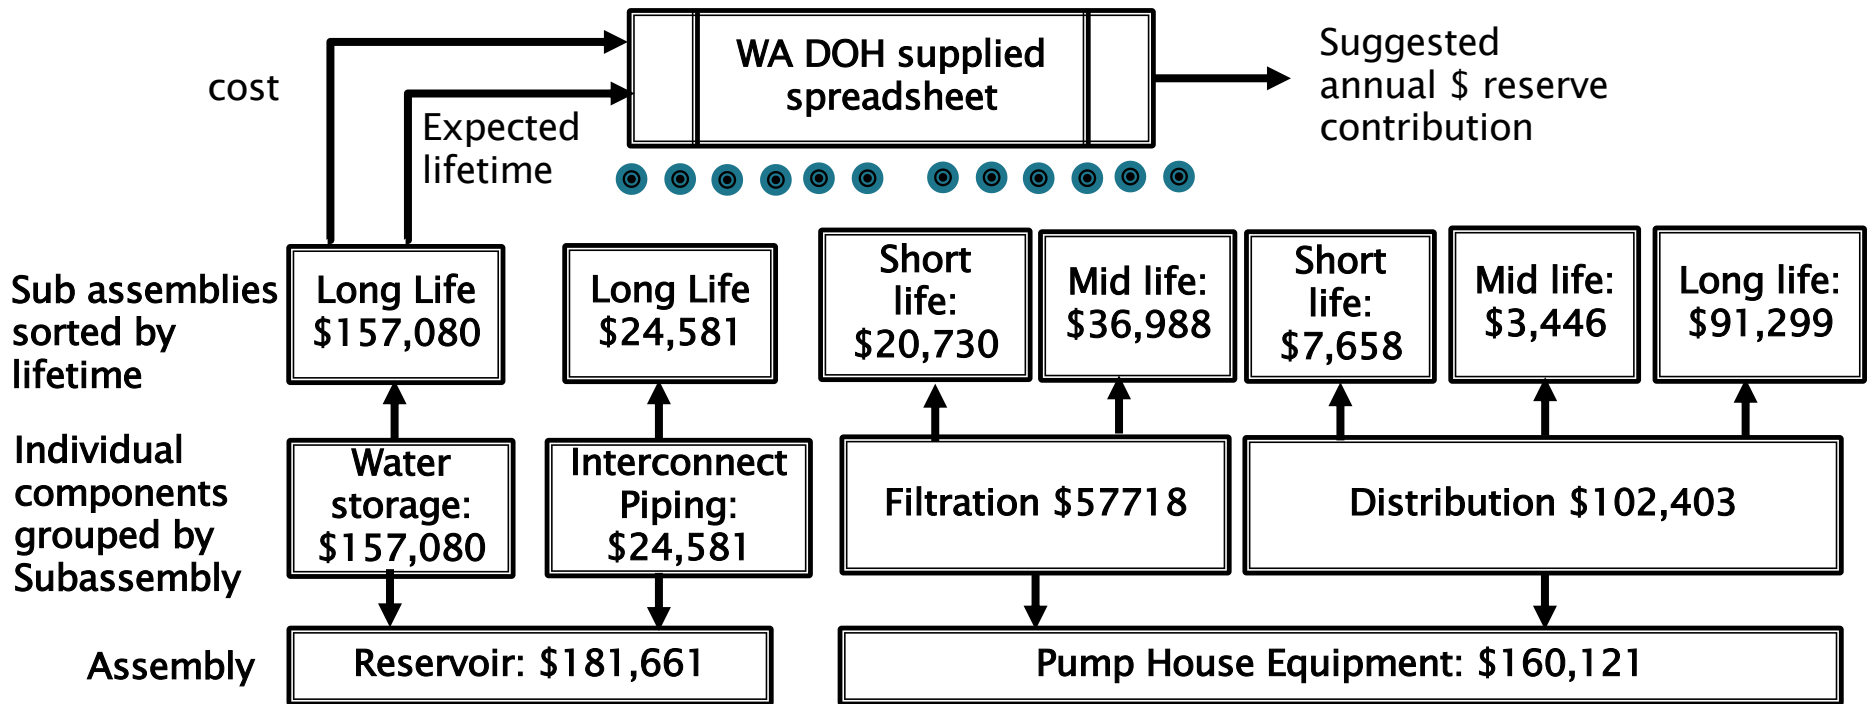 cost
Expected
lifetime
WA DOH supplied
spreadsheet
Suggested
annual $ reserve
contribution
Sub assemblies
sorted by
lifetime
Long Life
$157,080
Long Life
$24,581
Short
life:
$20,730
Mid life:
$36,988
Short
life:
$7,658
Mid life:
$3,446
Long life:
$91,299
Individual
components
grouped by
Subassembly
Water
storage:
$157,080
Interconnect
Piping:
$24,581
Filtration $57718
Distribution $102,403
Assembly
Reservoir: $181,661
Pump House Equipment: $160,121